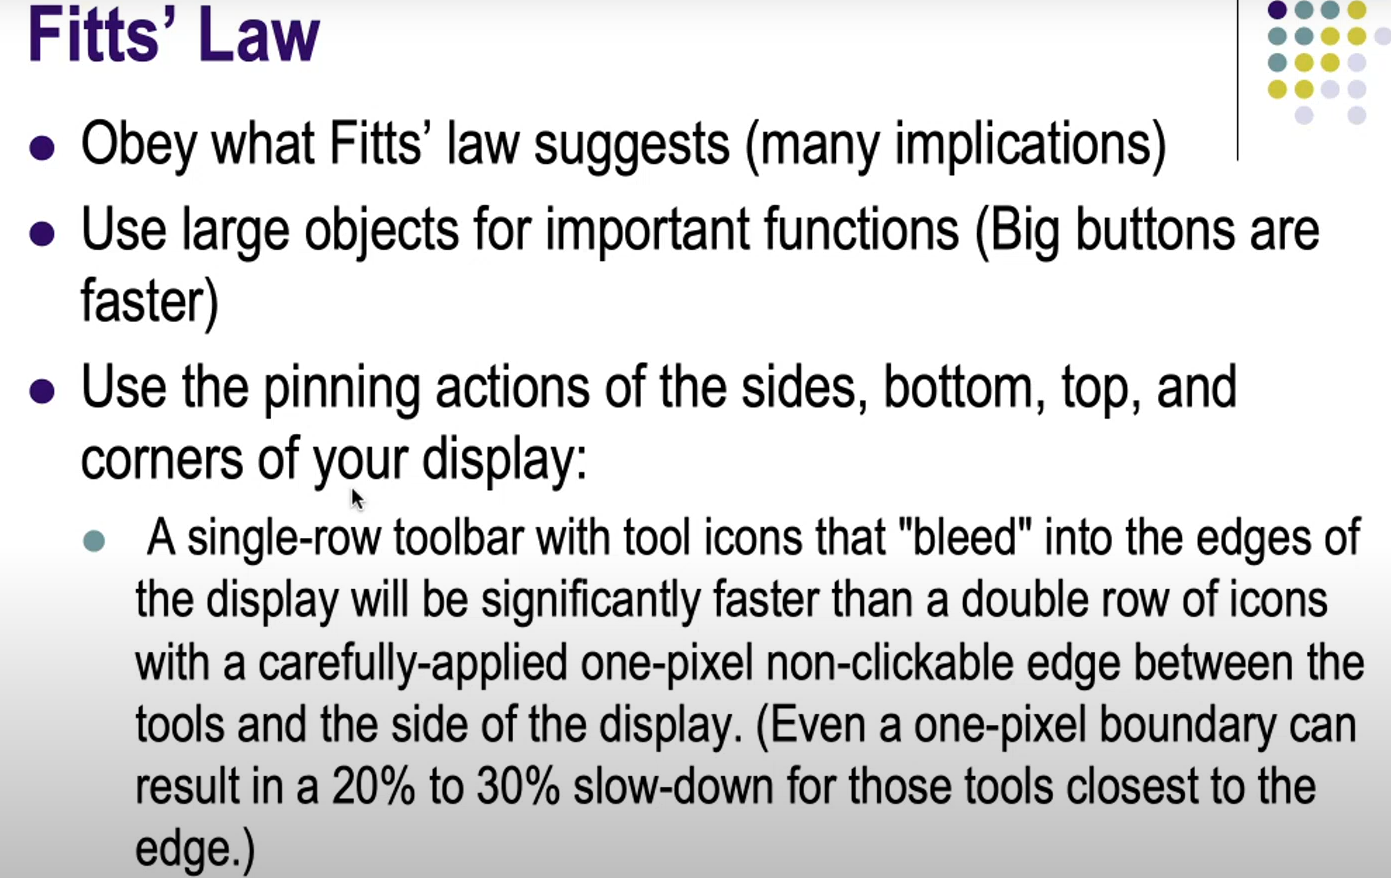 Fitts’ Law
Obey what Fitts’ law suggests (many implications)
Use large objects for important functions (Big buttons are
faster)
Use the pinning actions of the sides, bottom, top, and
corners of your display:
A single-row toolbar with tool icons that "bleed" into the edges of
the display will be significantly faster than a double row of icons
with a carefully-applied one-pixel non-clickable edge between the
tools and the side of the display. (Even a one-pixel boundary can
result in a 20% to 30% slow-down for those tools closest to the
edge.)